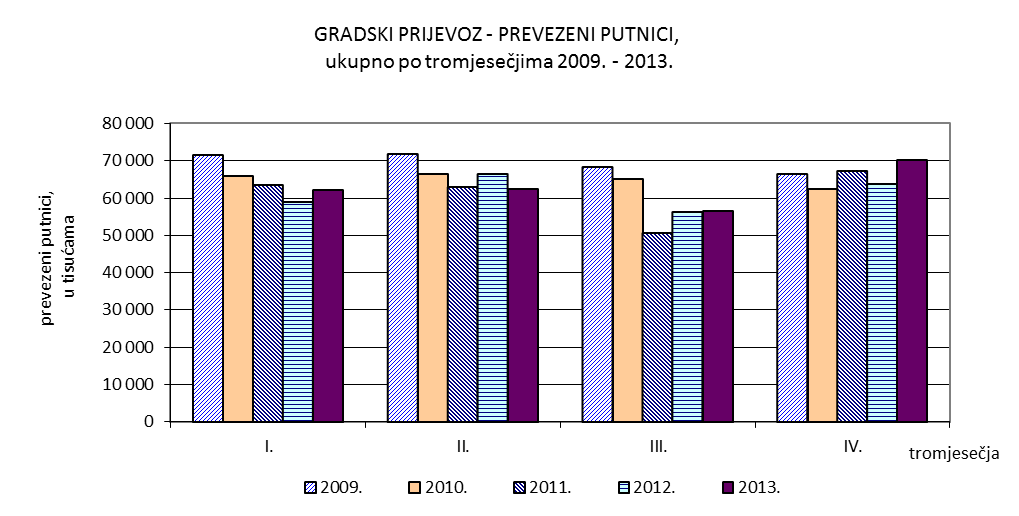 GRADSKI PRIJEVOZ - PREVEZENI PUTNICI,
ukupno po tromjesečjima 2009. - 2013.
prevezeni putnici,
u tisućama
80 000
70 000
60 000
50 000
40 000
30 000
20 000
10 000
0
I. II. III. IV.
tromjesečja
2009. 2010. 2011. 2012. 2013.